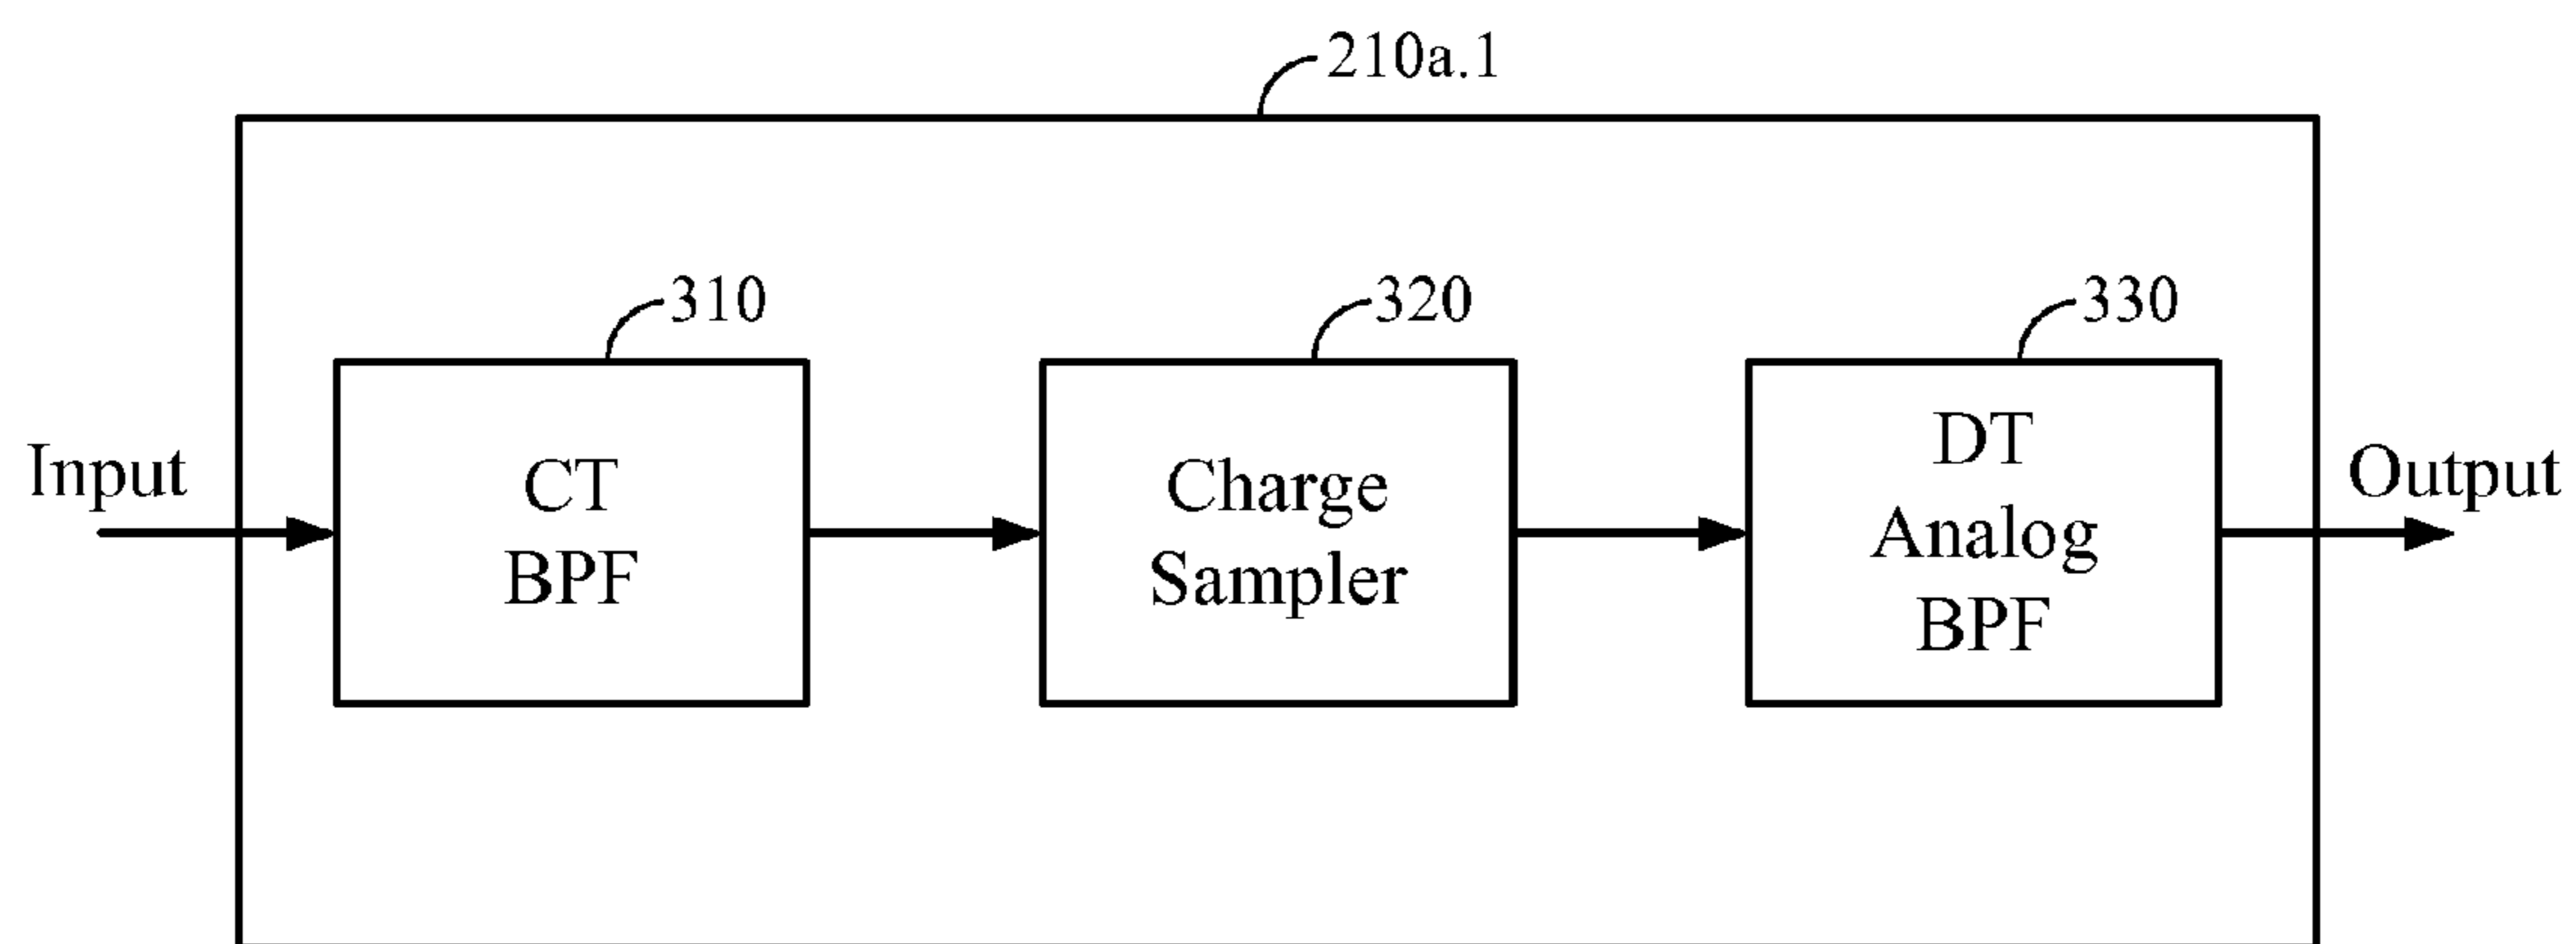 210a.1
310
320
330
Input
CT
BPF
Charge
Sampler
DT
Analog
BPF
Output